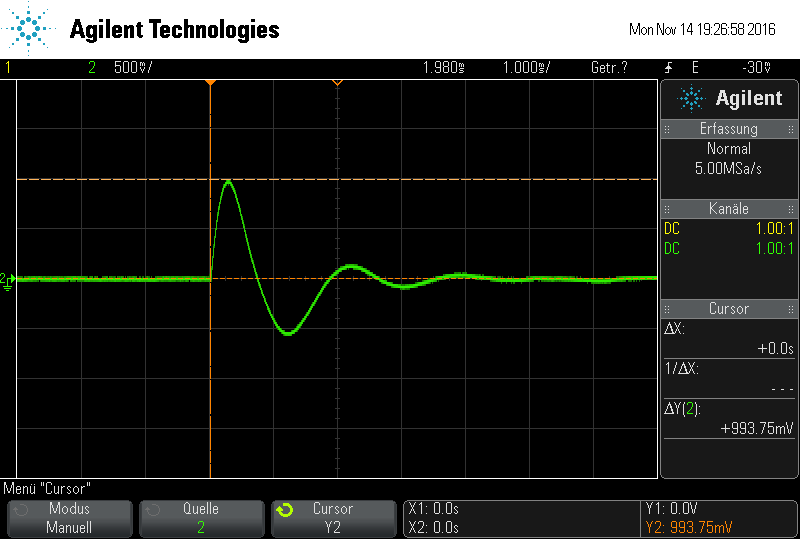 Agilent Technologies
Mon Nov 14 19:26:58 2016
1 2 500mV/ 1.980ms 1.000ms/ Getr.? E -30mV
2
Agilent
Erfassung
Normal
5.00MSa/s
Kanäle
DC 1.00:1
DC 1.00:1
Cursor
ΔX:
+0.0s
1/ΔX:
- - -
ΔY(2):
+993.75mV
Menü "Cursor"
Modus
Manuell
Quelle
2
Cursor
Y2
X1: 0.0s
X2: 0.0s
Y1: 0.0V
Y2: 993.75mV